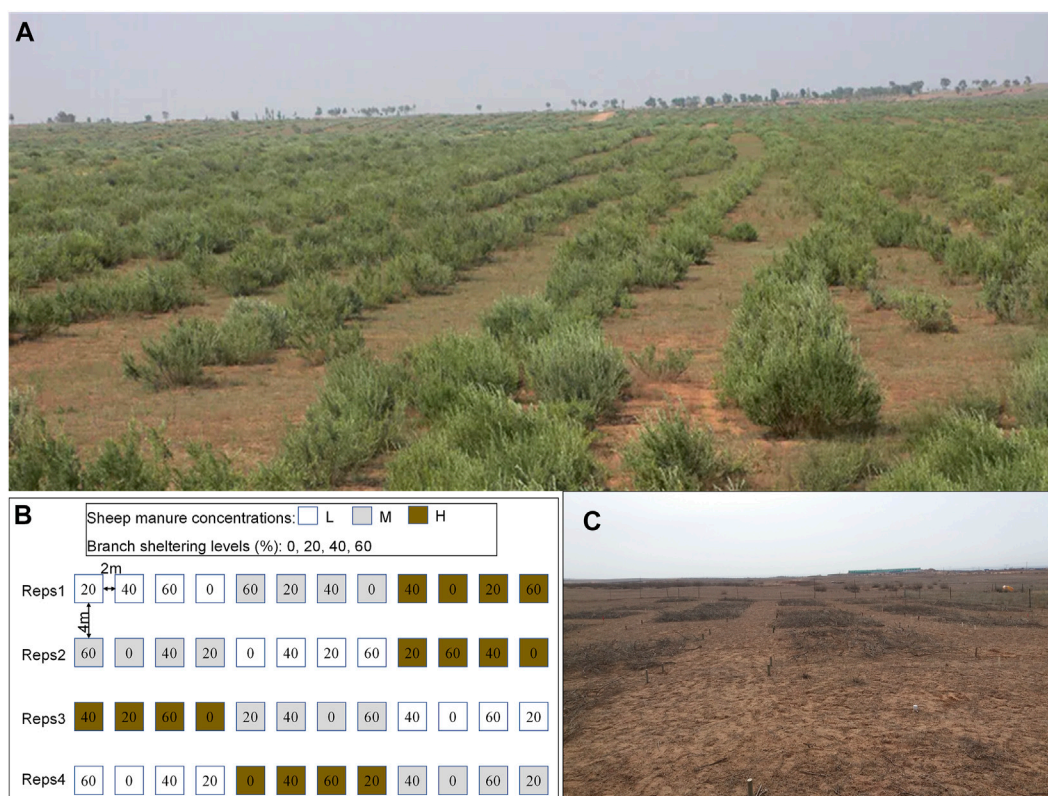 A
B
Sheep manure concentrations: L M H
Branch sheltering levels (%): 0, 20, 40, 60
2m
Reps1 20 40 60 0 60 20 40 0 40 0 20 60
4m
Reps2 60 0 40 20 0 40 20 60 20 60 40 0
Reps3 40 20 60 0 20 40 0 60 40 0 60 20
Reps4 60 0 40 20 0 40 60 20 40 0 60 20
C